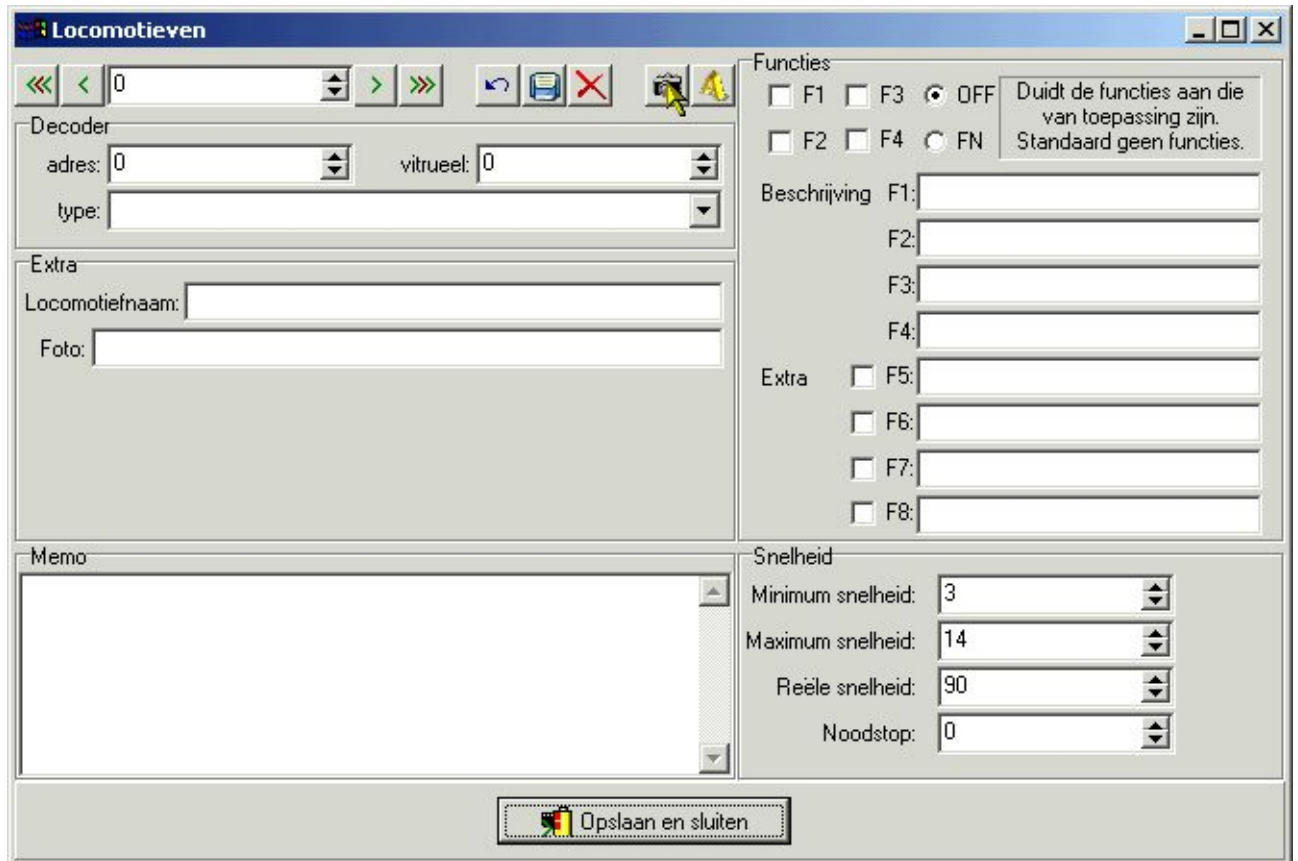 Locomotieven
0
Decoder
adres: 0 vitrueel: 0
type:
Extra
Locomotiefnaam:
Foto:
Memo
Functies
F1 F3 OFF
F2 F4 FN
Duidt de functies aan die
van toepassing zijn.
Standaard geen functies.
Beschrijving F1:
F2:
F3:
F4:
Extra F5:
F6:
F7:
F8:
Snelheid
Minimum snelheid: 3
Maximum snelheid: 14
Reële snelheid: 90
Noodstop: 0
Opslaan en sluiten